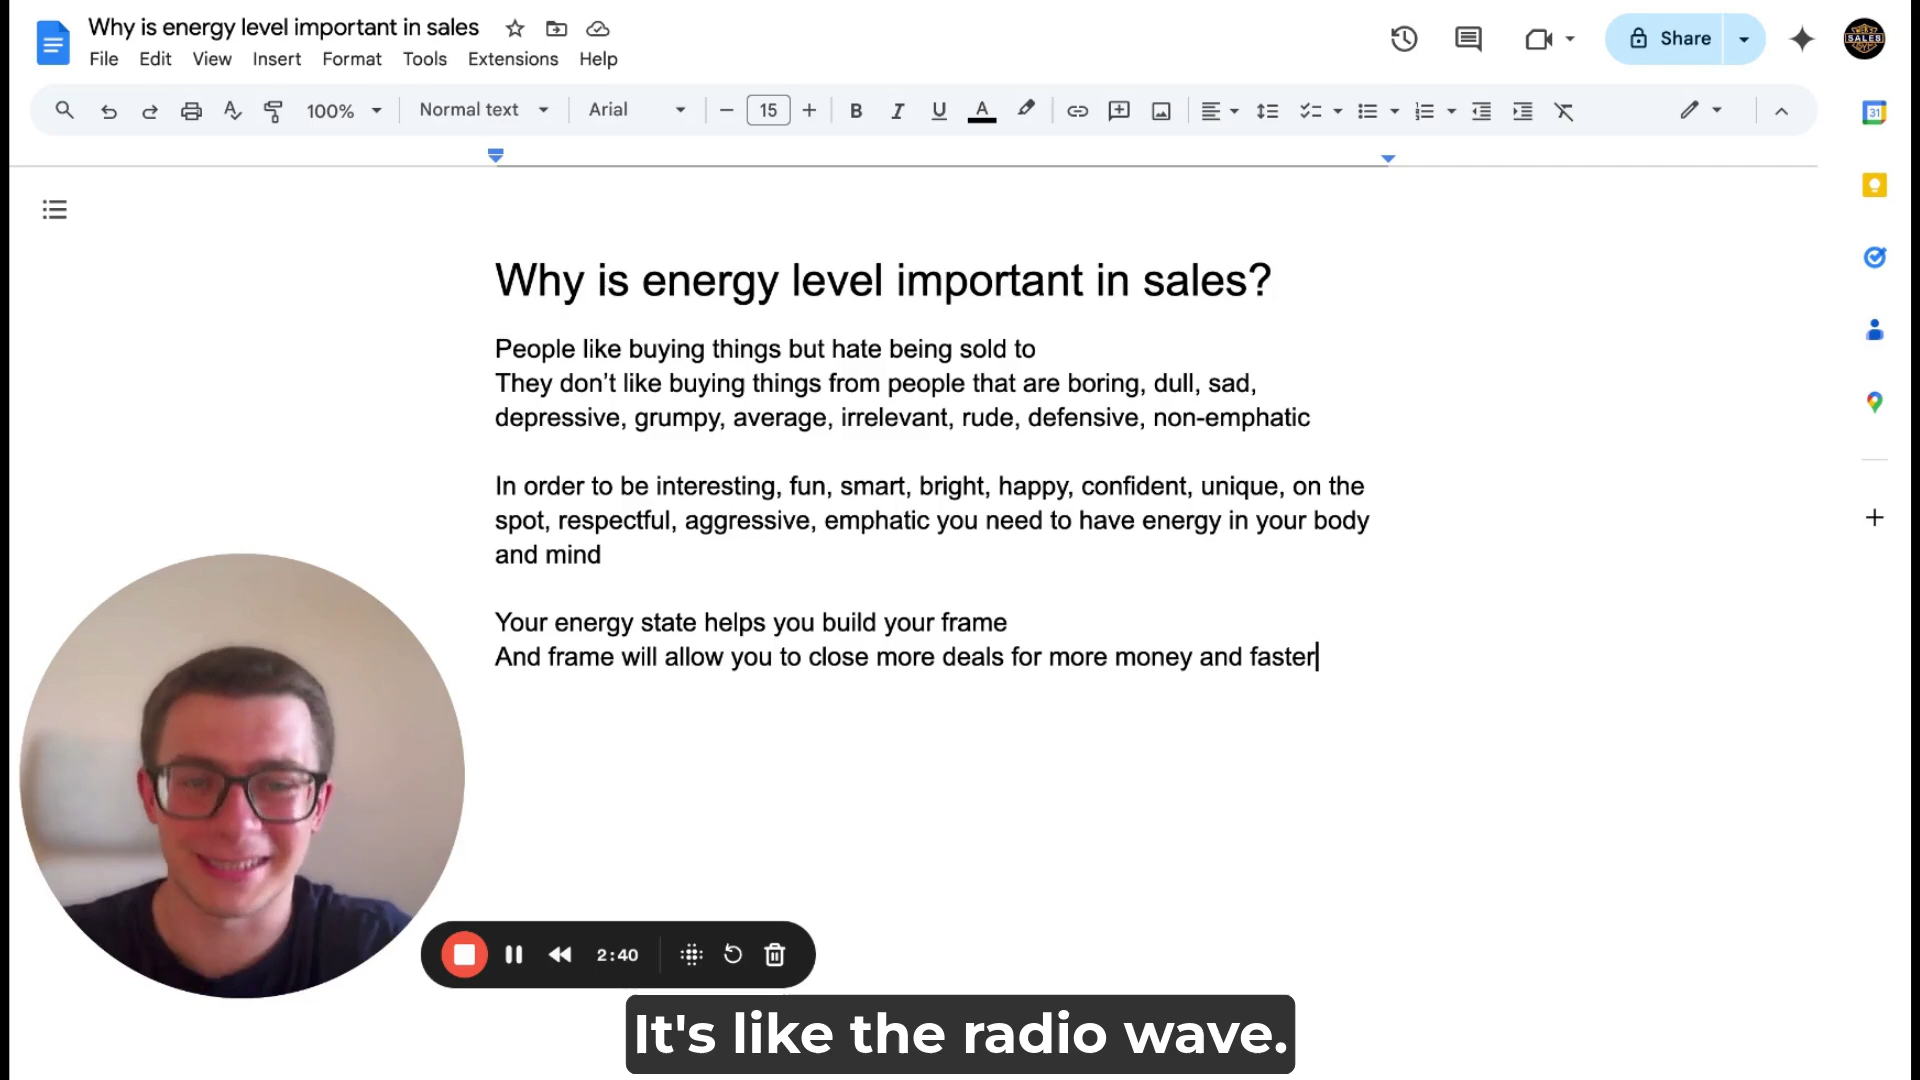 Why is energy level important in sales
File Edit View Insert Format Tools Extensions Help
Share
SALES
100% Normal text Arial 15 B I U A
31
Why is energy level important in sales?
People like buying things but hate being sold to
They don’t like buying things from people that are boring, dull, sad,
depressive, grumpy, average, irrelevant, rude, defensive, non-emphatic
In order to be interesting, fun, smart, bright, happy, confident, unique, on the
spot, respectful, aggressive, emphatic you need to have energy in your body
and mind
Your energy state helps you build your frame
And frame will allow you to close more deals for more money and faster
2:40
It's like the radio wave.